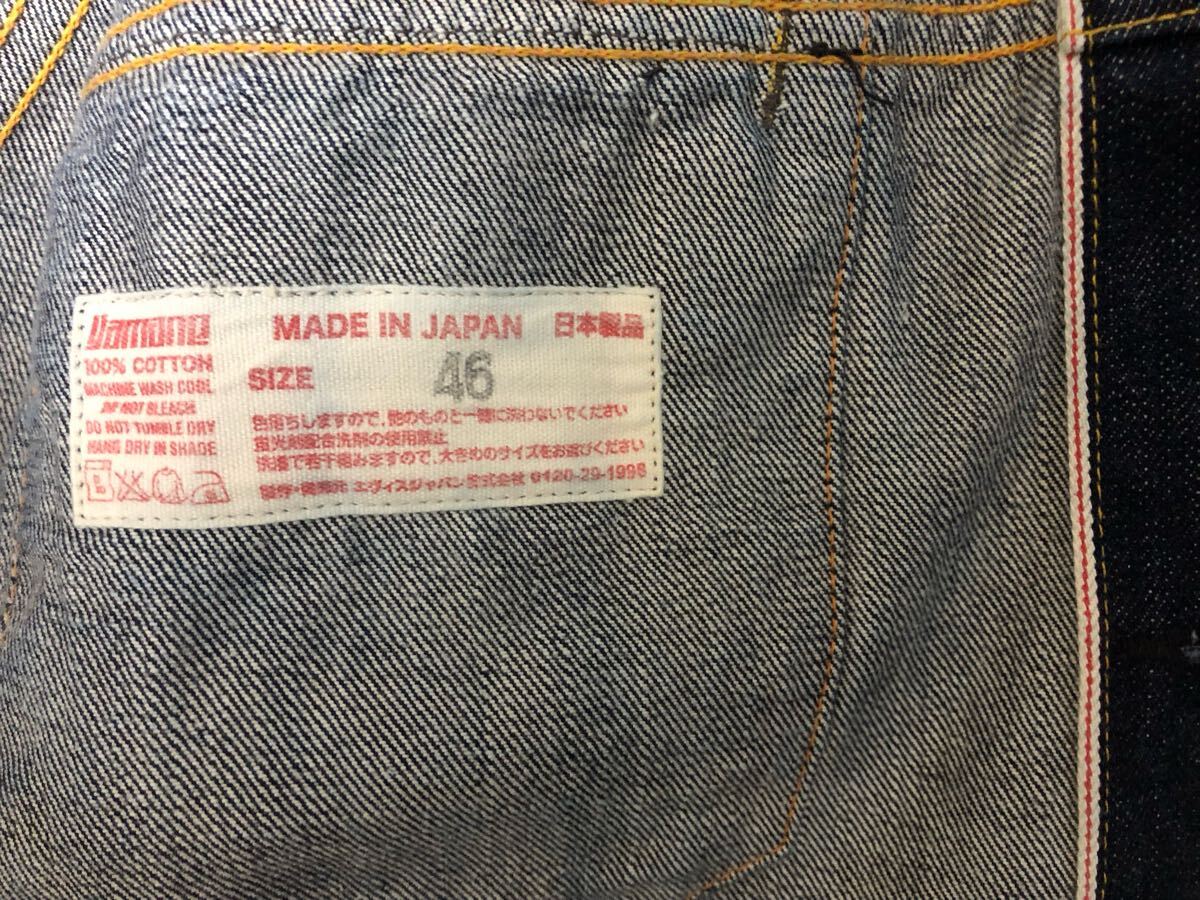 Yamane
MADE IN JAPAN 日本製品
100% COTTON
MACHINE WASH COOL
DO NOT BLEACH
DO NOT TUMBLE DRY
HANG DRY IN SHADE
SIZE 46
色落ちしますので、他のものと一緒に洗わないでください
蛍光剤配合洗剤の使用禁止
洗濯で若干縮みますので、大きめのサイズをお選びください
製作・発売元 エヴィスジャパン株式会社 0120-29-1998